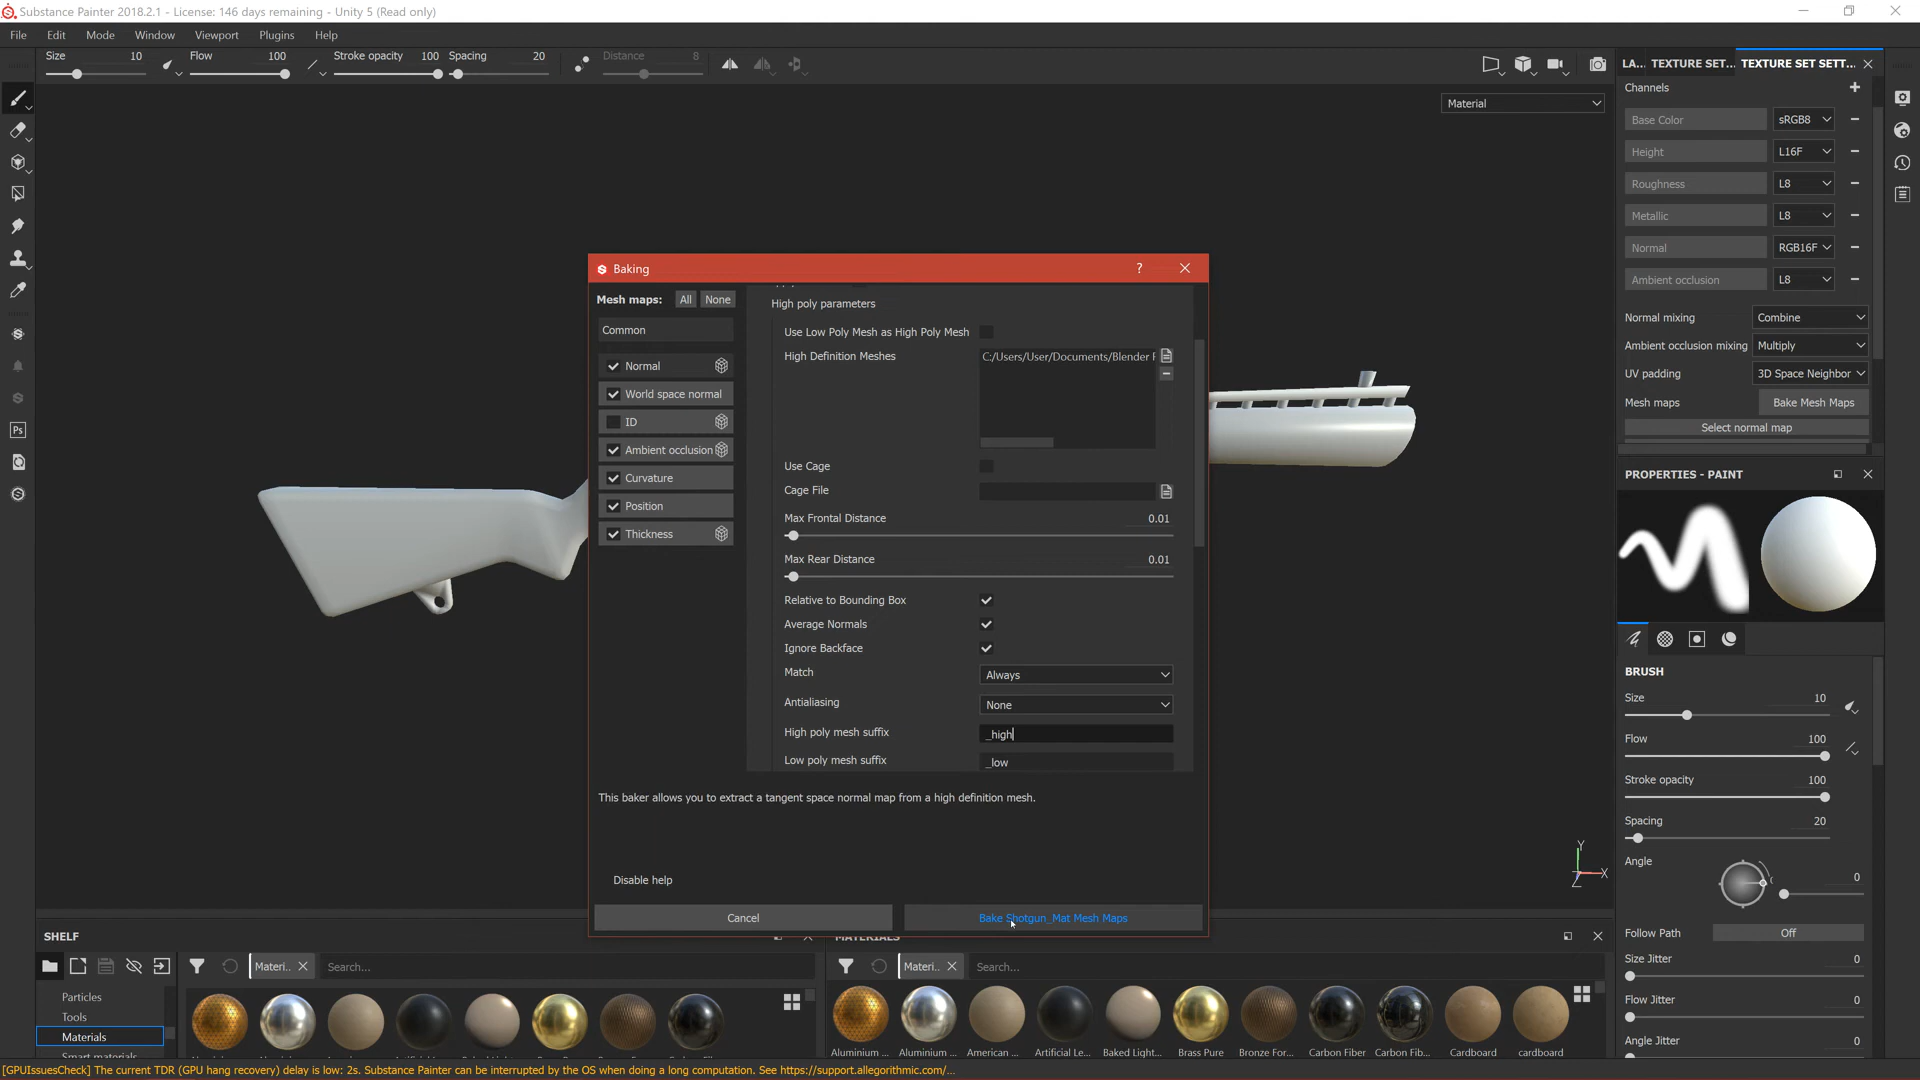 Substance Painter 2018.2.1 - License: 146 days remaining - Unity 5 (Read only)
File Edit Mode Window Viewport Plugins Help
Size 10 Flow 100 Stroke opacity 100 Spacing 20 Distance 8
Material
LA... TEXTURE SET... TEXTURE SET SETT...
Channels
Base Color sRGB8
Height L16F
Roughness L8
Metallic L8
Normal RGB16F
Ambient occlusion L8
Normal mixing Combine
Ambient occlusion mixing Multiply
UV padding 3D Space Neighbor
Mesh maps Bake Mesh Maps
Select normal map
Baking ?
Mesh maps: All None
Common
Normal
World space normal
ID
Ambient occlusion
Curvature
Position
Thickness
High poly parameters
Use Low Poly Mesh as High Poly Mesh
High Definition Meshes C:/Users/User/Documents/Blender
Use Cage
Cage File
Max Frontal Distance 0.01
Max Rear Distance 0.01
Relative to Bounding Box
Average Normals
Ignore Backface
Match Always
Antialiasing None
High poly mesh suffix _high
Low poly mesh suffix _low
This baker allows you to extract a tangent space normal map from a high definition mesh.
Disable help
Cancel Bake Shotgun_Mat Mesh Maps
PROPERTIES - PAINT
BRUSH
Size 10
Flow 100
Stroke opacity 100
Spacing 20
Angle 0
Follow Path Off
Size Jitter 0
Flow Jitter 0
Angle Jitter 0
Y
X
Z
Ps
SHELF
Materi.. Search...
Particles
Tools
Materials
Smart materials
MATERIALS
Materi.. Search...
Aluminium ... Aluminium ... American ... Artificial Le... Baked Light... Brass Pure Bronze For... Carbon Fiber Carbon Fib... Cardboard cardboard
[GPUIssuesCheck] The current TDR (GPU hang recovery) delay is low: 2s. Substance Painter can be interrupted by the OS when doing a long computation. See https://support.allegorithmic.com/...